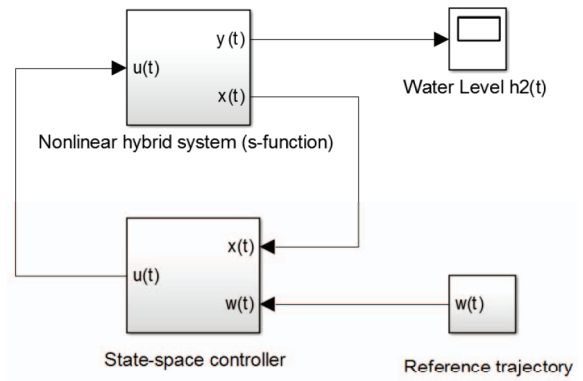 y (t)
u(t)
x(t)
Water Level h2(t)
Nonlinear hybrid system (s-function)
x(t)
u(t)
w(t)
w(t)
State-space controller
Reference trajectory